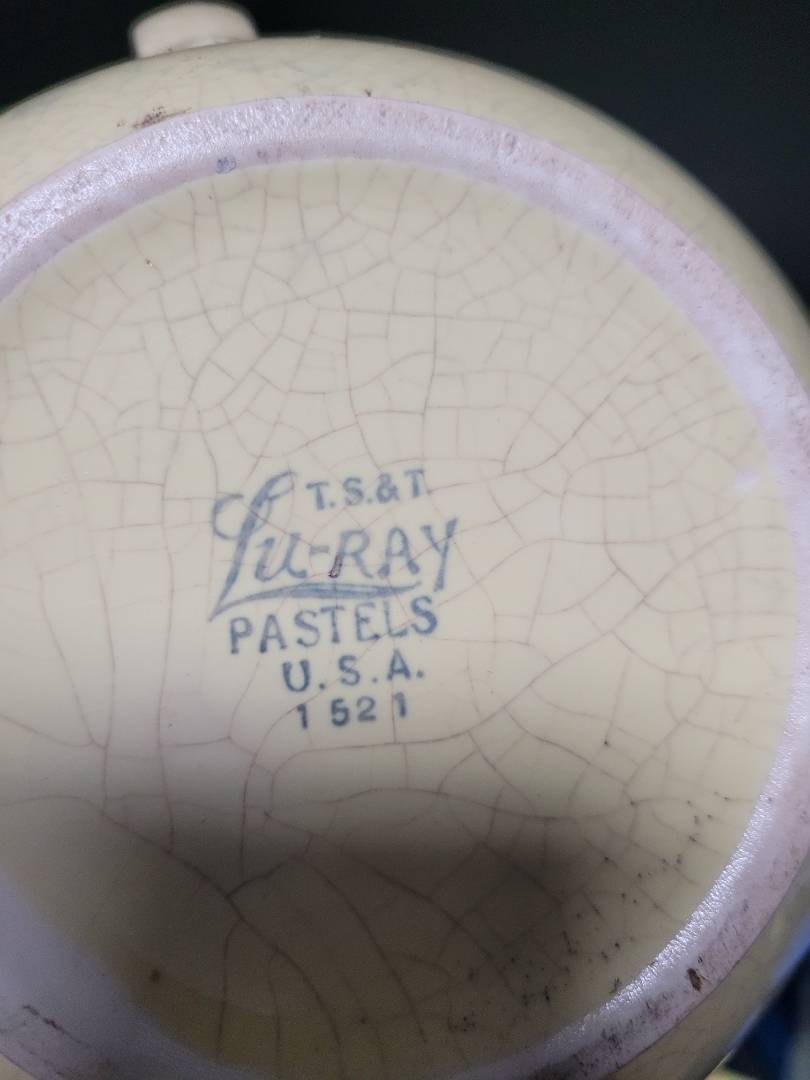 T.S.&T.
Lu-RAY
PASTELS
U.S.A.
1521